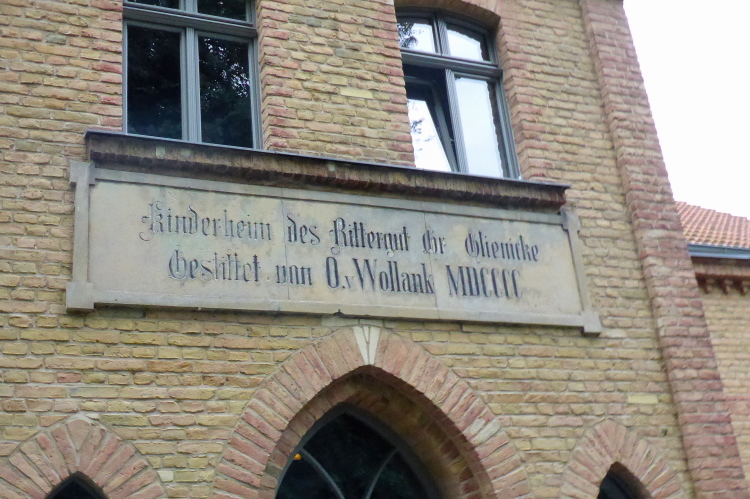 Kinderheim des Rittergut Gr Glienicke
Gestiftet von O.v Wollank MDCCCC